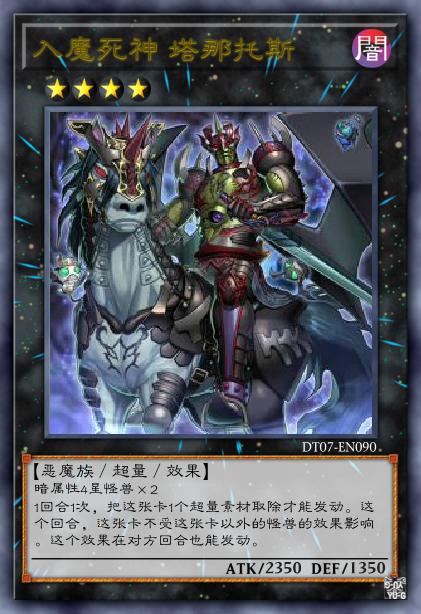 入魔死神 塔那托斯
闇
DT07-EN090
【恶魔族／超量／效果】
暗属性4星怪兽×2
1回合1次，把这张卡1个超量素材取除才能发动。这
个回合，这张卡不受这张卡以外的怪兽的效果影响
。这个效果在对方回合也能发动。
ATK/2350 DEF/1350